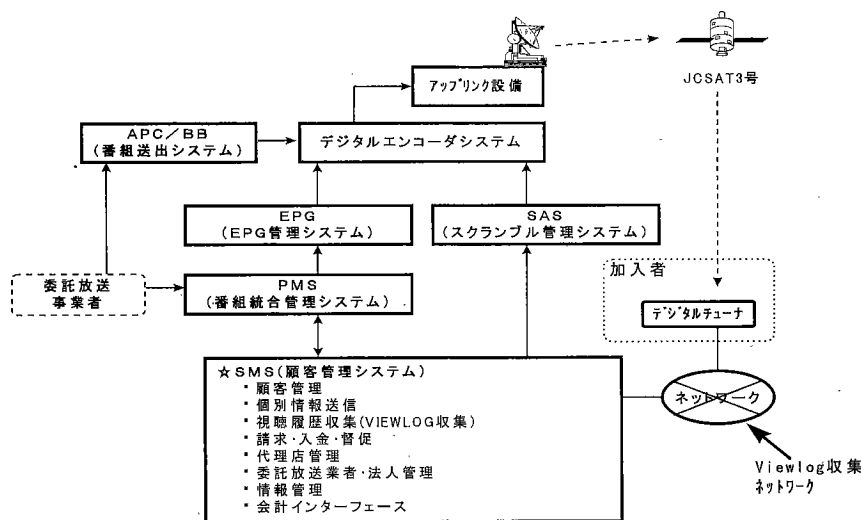 JCSAT3号
アップリンク設備
APC／BB
(番組送出システム)
デジタルエンコーダシステム
EPG
(EPG管理システム)
SAS
(スクランブル管理システム)
委託放送
事業者
PMS
(番組統合管理システム)
加入者
デジタルチューナ
☆SMS(顧客管理システム)
・顧客管理
・個別情報送信
・視聴履歴収集(VIEWLOG収集)
・請求・入金・督促
・代理店管理
・委託放送業者・法人管理
・情報管理
・会計インターフェース
ネットワーク
Viewlog収集
ネットワーク